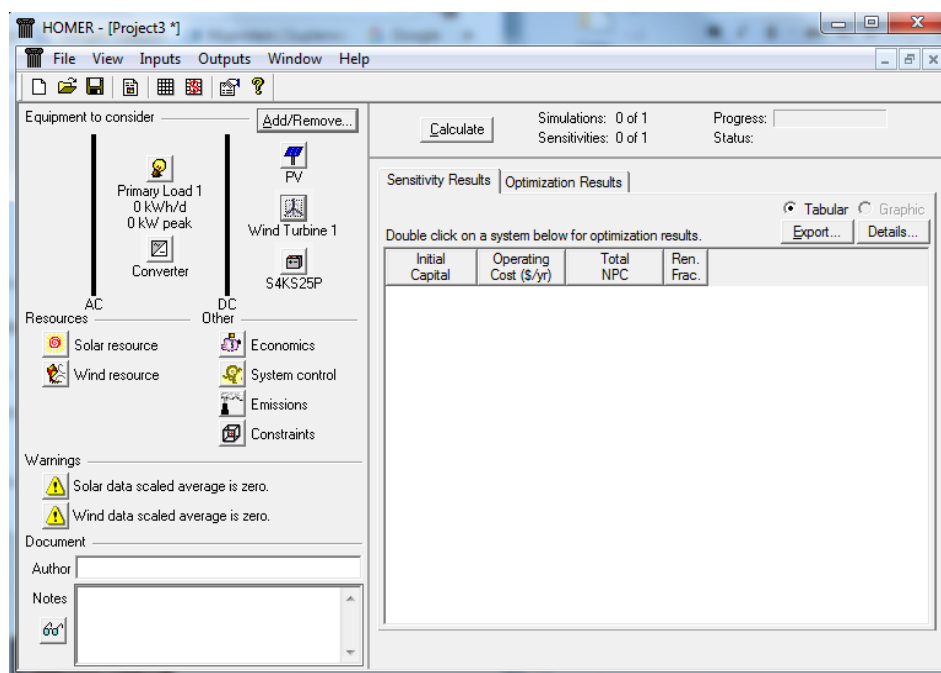 HOMER - [Project3 *]
File View Inputs Outputs Window Help
Equipment to consider
Add/Remove...
Primary Load 1
0 kWh/d
0 kW peak
Converter
PV
Wind Turbine 1
S4KS25P
AC
DC
Resources
Other
Solar resource
Wind resource
Economics
System control
Emissions
Constraints
Warnings
Solar data scaled average is zero.
Wind data scaled average is zero.
Document
Author
Notes
Calculate
Simulations: 0 of 1
Sensitivities: 0 of 1
Progress:
Status:
Sensitivity Results
Optimization Results
Tabular
Graphic
Double click on a system below for optimization results.
Export...
Details...
Initial
Capital
Operating
Cost ($/yr)
Total
NPC
Ren.
Frac.